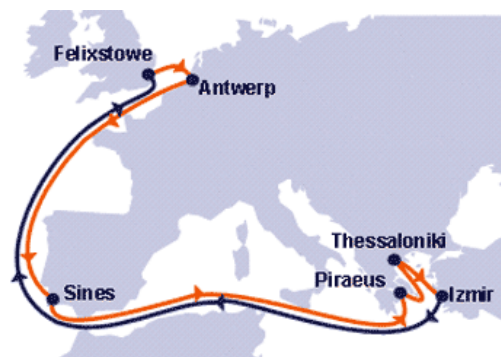 Felixstowe
Antwerp
Thessaloniki
Piraeus
Izmir
Sines